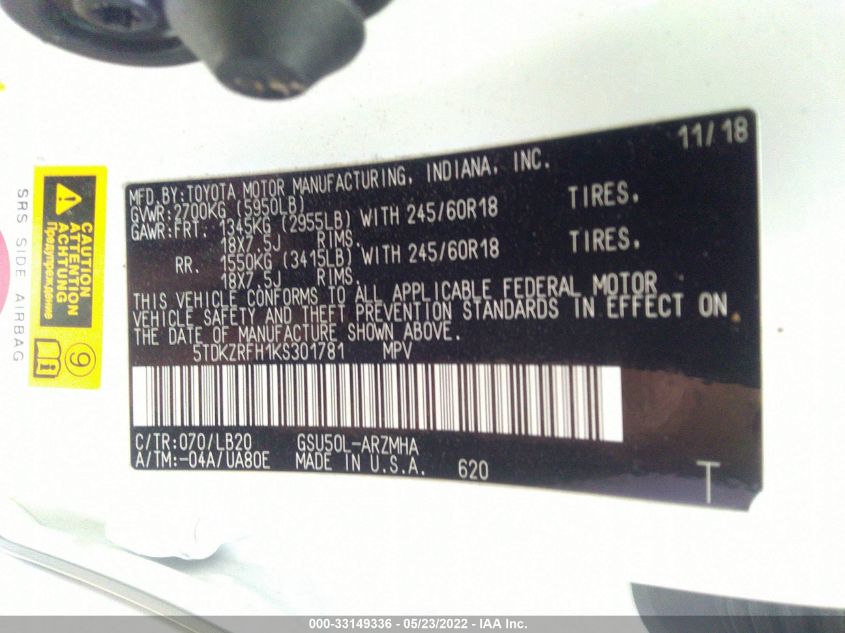 11/18
MFD.BY:TOYOTA MOTOR MANUFACTURING, INDIANA, INC.
GVWR:2700KG (5950LB)
GAWR:FRT. 1345KG (2955LB) WITH 245/60R18 TIRES,
18X7.5J RIMS.
RR. 1550KG (3415LB) WITH 245/60R18 TIRES,
18X7.5J RIMS.
THIS VEHICLE CONFORMS TO ALL APPLICABLE FEDERAL MOTOR
VEHICLE SAFETY AND THEFT PREVENTION STANDARDS IN EFFECT ON
THE DATE OF MANUFACTURE SHOWN ABOVE.
5TDKZRFH1KS301781 MPV
C/TR:070/LB20 GSU50L-ARZMHA
A/TM:-04A/UA80E MADE IN U.S.A. 620
T
SRS SIDE AIRBAG
CAUTION
ATTENTION
ACHTUNG
Предупреждение
9
000-33149336 - 05/23/2022 - IAA Inc.